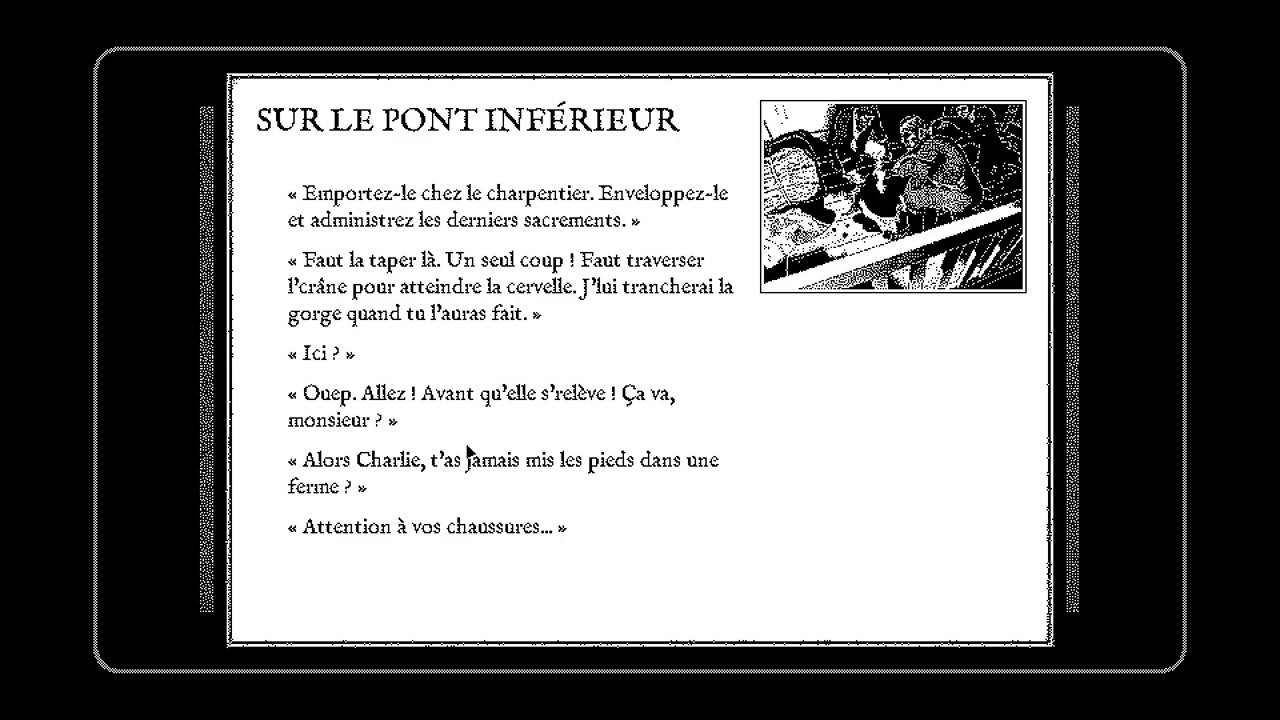 SUR LE PONT INFÉRIEUR
« Emportez-le chez le charpentier. Enveloppez-le
et administrez les derniers sacrements. »
« Faut la taper là. Un seul coup ! Faut traverser
l'crâne pour atteindre la cervelle. J'lui trancherai la
gorge quand tu l'auras fait. »
« Ici ? »
« Ouep. Allez ! Avant qu'elle s'relève ! Ça va,
monsieur ? »
« Alors Charlie, t'as jamais mis les pieds dans une
ferme ? »
« Attention à vos chaussures... »